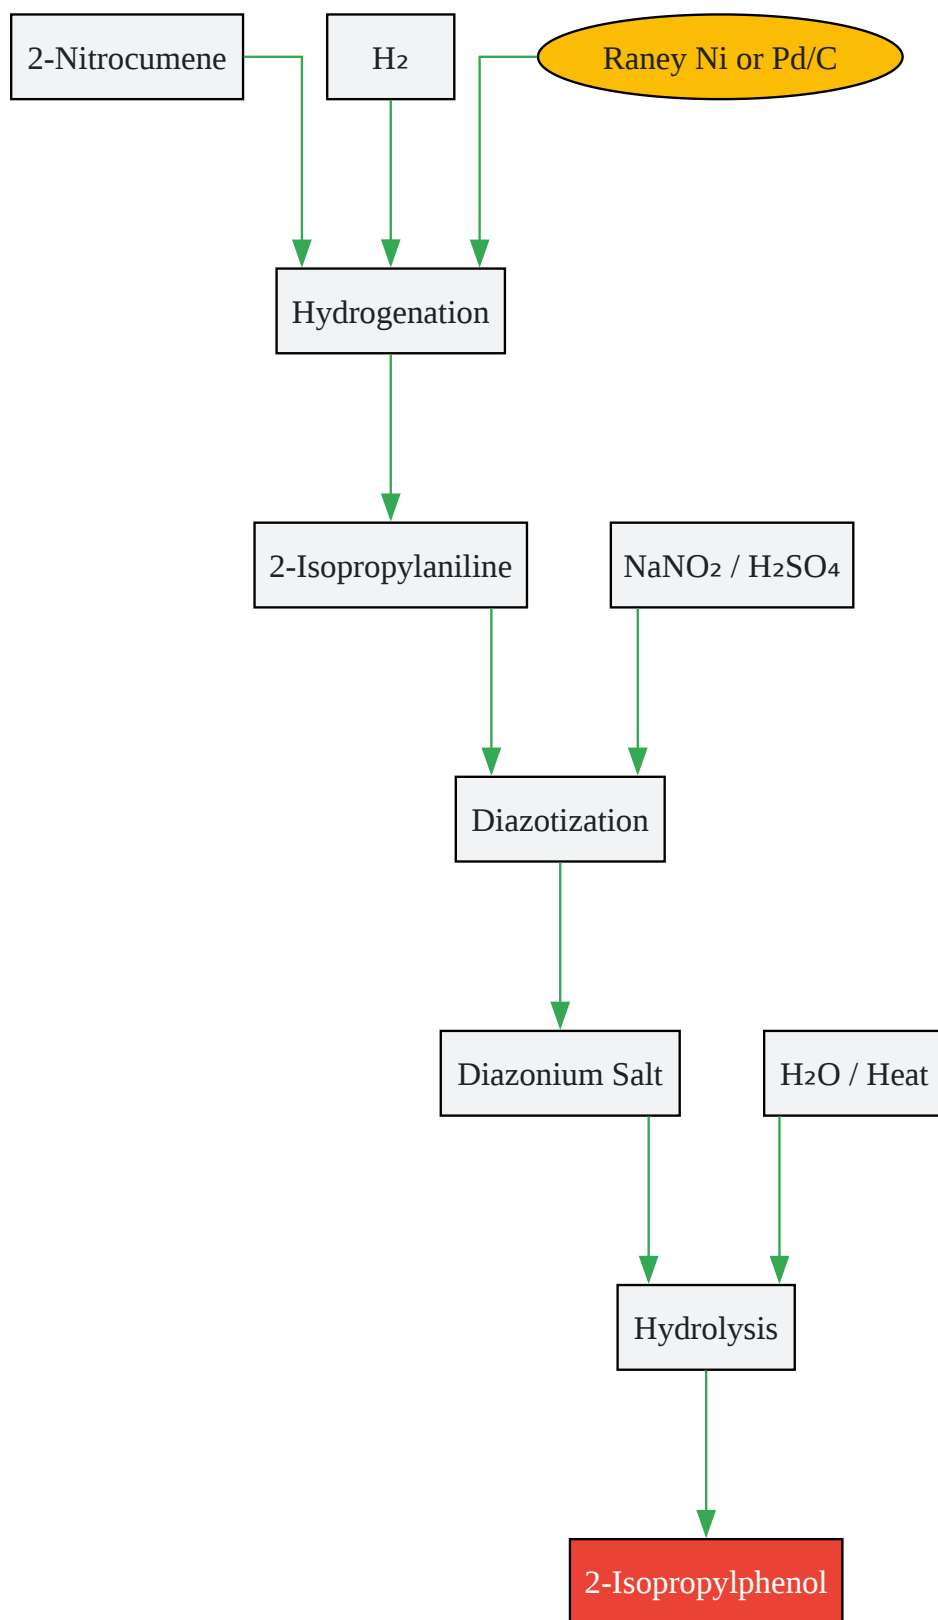 2-Nitrocumene
H₂
Raney Ni or Pd/C
Hydrogenation
2-Isopropylaniline
NaNO₂ / H₂SO₄
Diazotization
Diazonium Salt
H₂O / Heat
Hydrolysis
2-Isopropylphenol